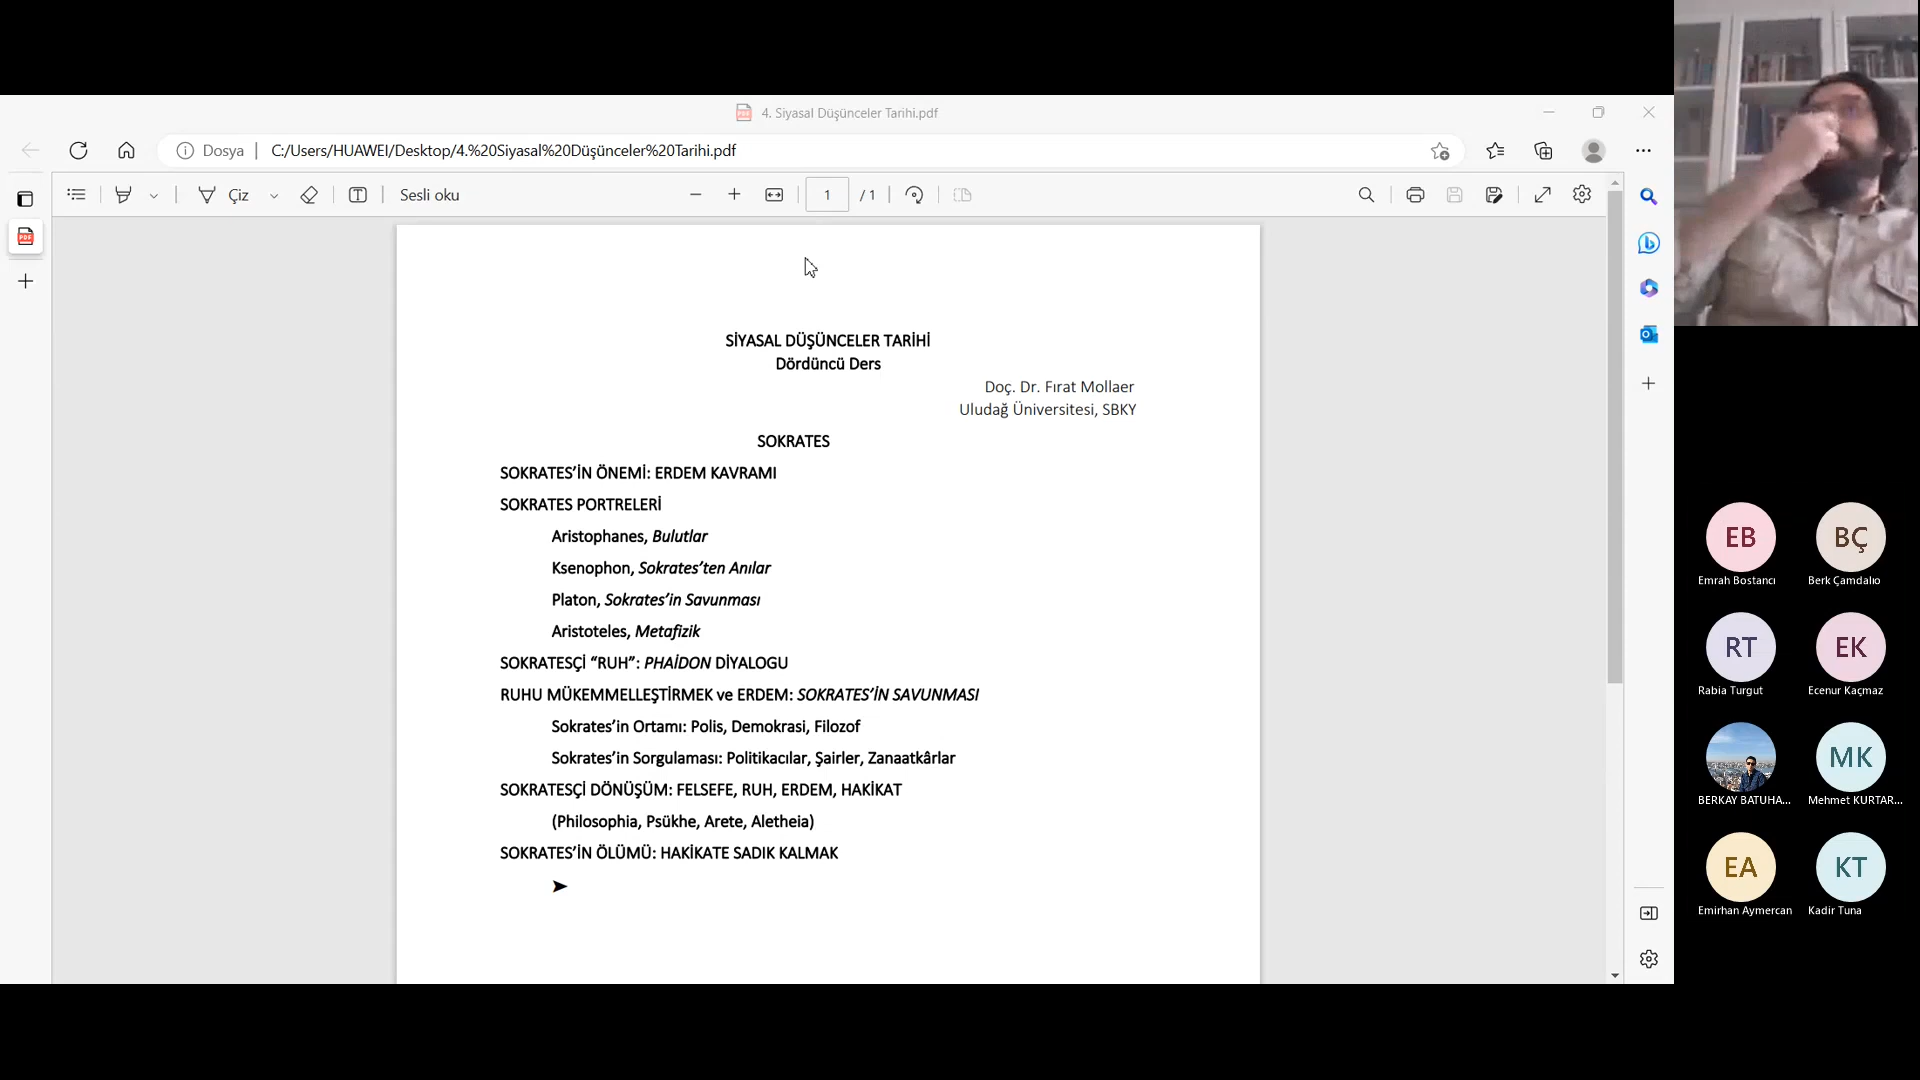 4. Siyasal Düşünceler Tarihi.pdf
Dosya
C:/Users/HUAWEI/Desktop/4.%20Siyasal%20Düşünceler%20Tarihi.pdf
Çiz
Sesli oku
1 / 1
SİYASAL DÜŞÜNCELER TARİHİ
Dördüncü Ders
Doç. Dr. Fırat Mollaer
Uludağ Üniversitesi, SBKY
SOKRATES
SOKRATES’İN ÖNEMİ: ERDEM KAVRAMI
SOKRATES PORTRELERİ
Aristophanes, Bulutlar
Ksenophon, Sokrates’ten Anılar
Platon, Sokrates’in Savunması
Aristoteles, Metafizik
SOKRATESÇİ “RUH”: PHAİDON DİYALOGU
RUHU MÜKEMMELLEŞTİRMEK ve ERDEM: SOKRATES’İN SAVUNMASI
Sokrates’in Ortamı: Polis, Demokrasi, Filozof
Sokrates’in Sorgulaması: Politikacılar, Şairler, Zanaatkârlar
SOKRATESÇİ DÖNÜŞÜM: FELSEFE, RUH, ERDEM, HAKİKAT
(Philosophia, Psükhe, Arete, Aletheia)
SOKRATES’İN ÖLÜMÜ: HAKİKATE SADIK KALMAK
EB BÇ
Emrah Bostancı Berk Çamdalıo
RT EK
Rabia Turgut Ecenur Kaçmaz
MK
BERKAY BATUHA... Mehmet KURTAR...
EA KT
Emirhan Aymercan Kadir Tuna